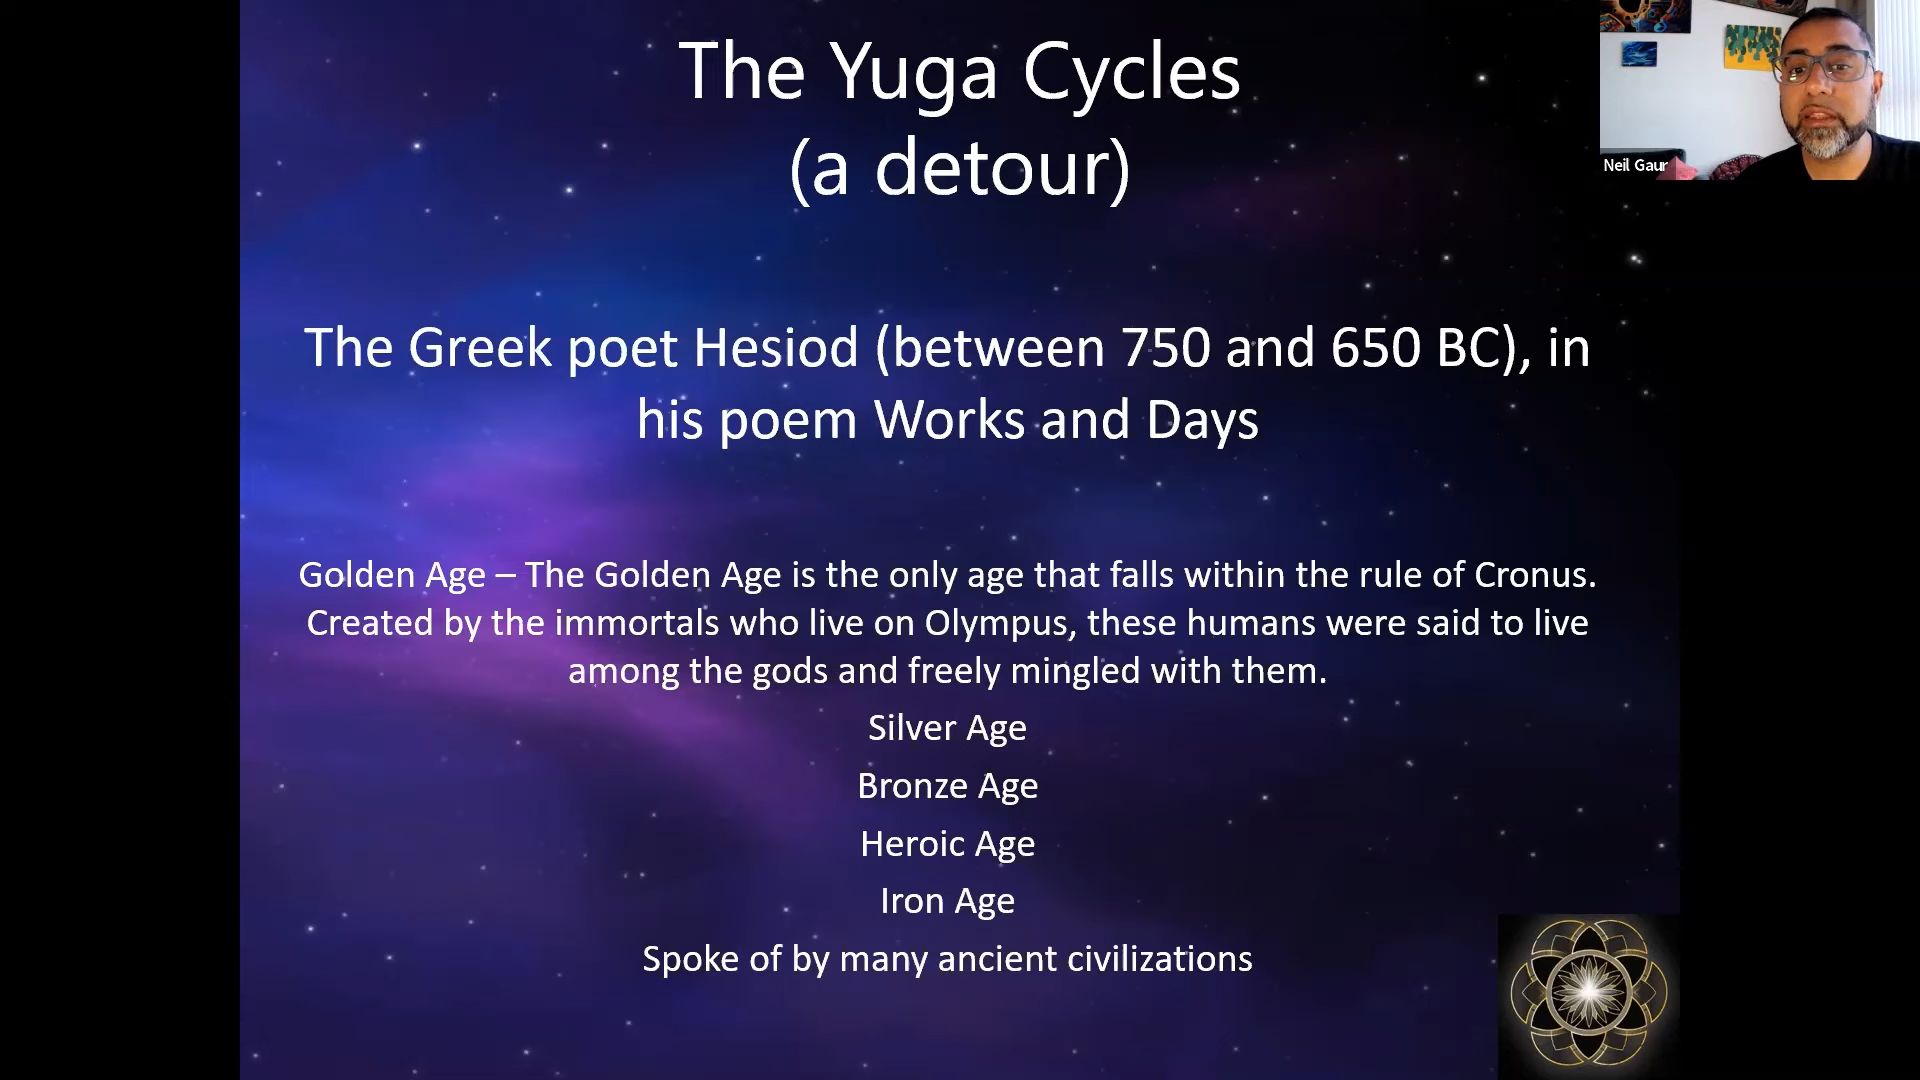 The Yuga Cycles
(a detour)
Neil Gaur
The Greek poet Hesiod (between 750 and 650 BC), in
his poem Works and Days
Golden Age – The Golden Age is the only age that falls within the rule of Cronus.
Created by the immortals who live on Olympus, these humans were said to live
among the gods and freely mingled with them.
Silver Age
Bronze Age
Heroic Age
Iron Age
Spoke of by many ancient civilizations